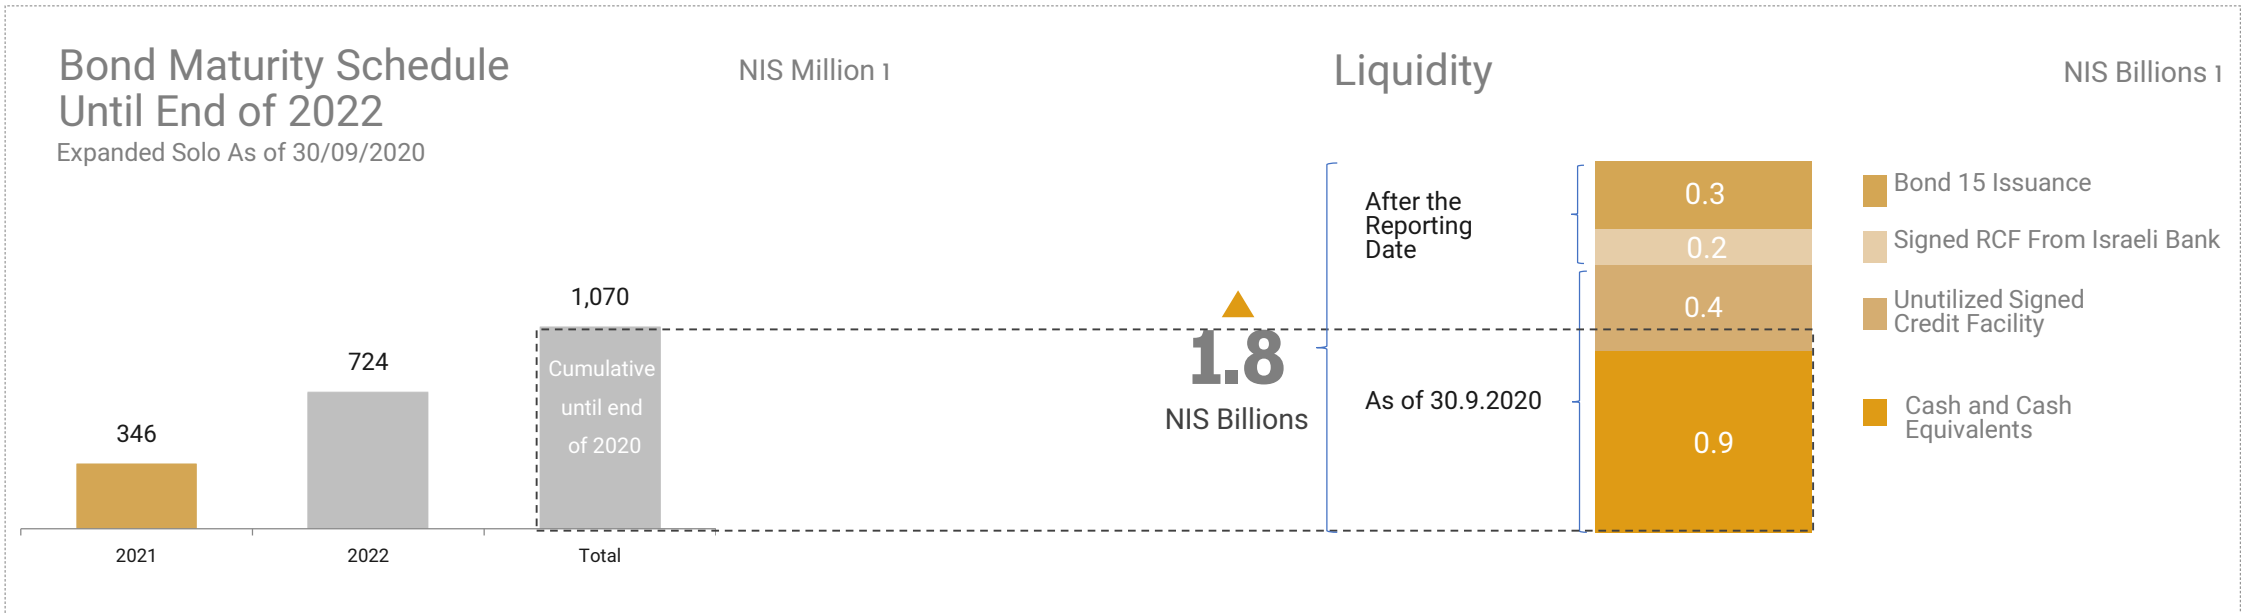 Bond Maturity Schedule
Until End of 2022
Expanded Solo As of 30/09/2020
NIS Million 1
1,070
724
346
Cumulative
until end
of 2020
2021
2022
Total
Liquidity
NIS Billions 1
1.8
NIS Billions
After the
Reporting
Date
As of 30.9.2020
0.3
0.2
0.4
0.9
Bond 15 Issuance
Signed RCF From Israeli Bank
Unutilized Signed
Credit Facility
Cash and Cash
Equivalents